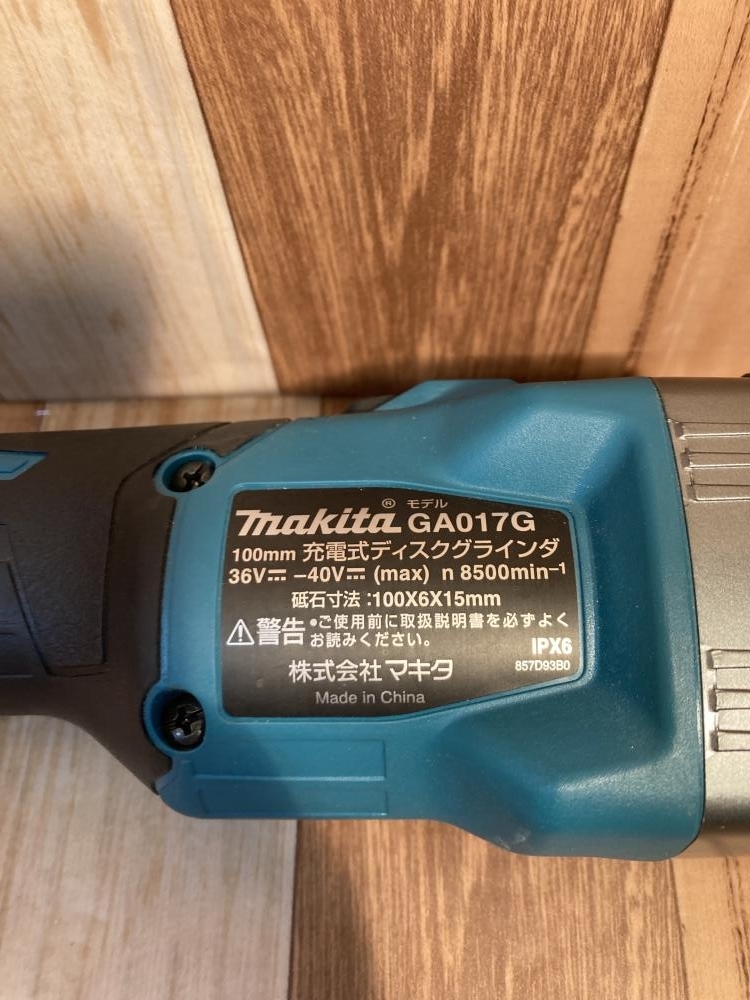 makita® モデル GA017G
100mm 充電式ディスクグラインダ
36V⎓ –40V⎓ (max) n 8500min⁻¹
砥石寸法:100X6X15mm
⚠警告 •ご使用前に取扱説明書を必ずよく
お読みください。
IPX6
株式会社 マキタ 857D93B0
Made in China